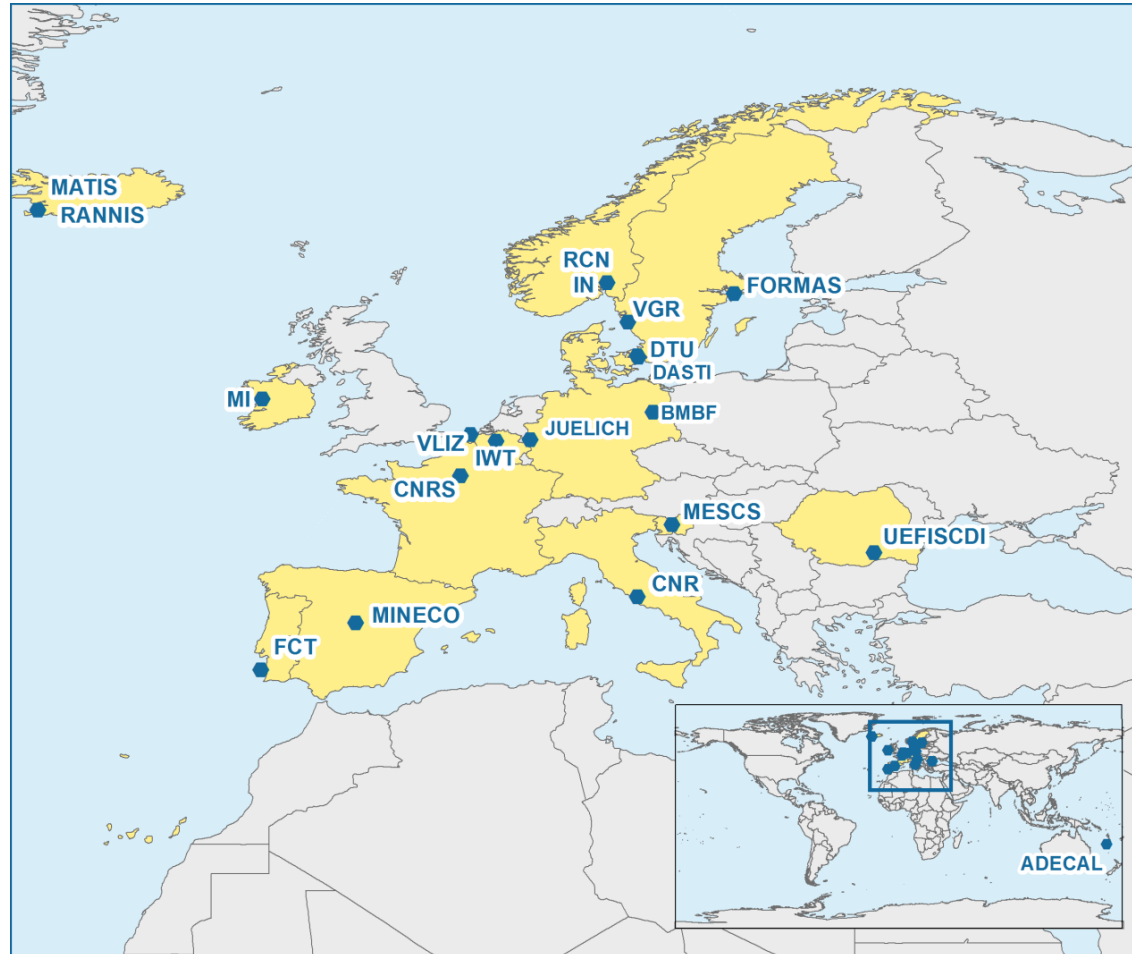 MATIS
RANNIS
RCN
IN
FORMAS
VGR
DTU
DASTI
MI
BMBF
VLIZ
JUELICH
IWT
CNRS
MESCS
UEFISCDI
CNR
MINECO
FCT
ADECAL